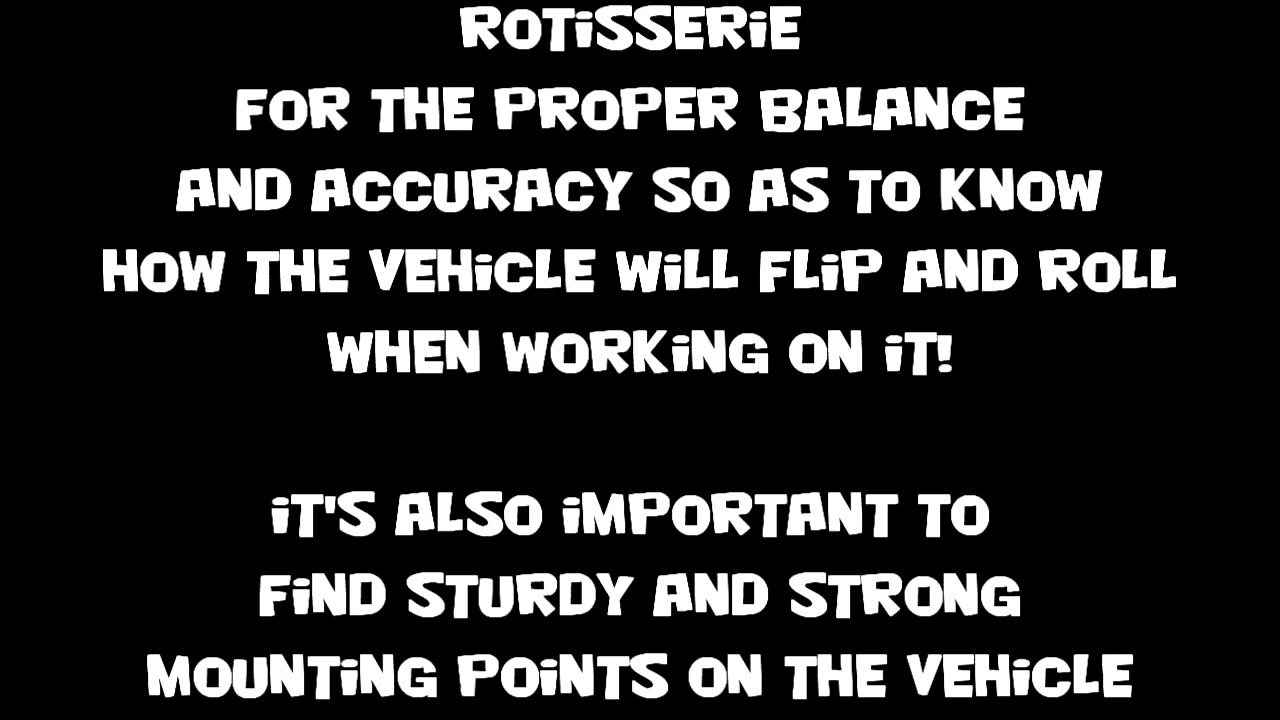 ROTiSSERiE
FOR THE PROPER BALANCE
AND ACCURACY SO AS TO KNOW
HOW THE VEHiCLE WiLL FLiP AND ROLL
WHEN WORKiNG ON iT!
iT'S ALSO iMPORTANT TO
FiND STURDY AND STRONG
MOUNTiNG POiNTS ON THE VEHiCLE